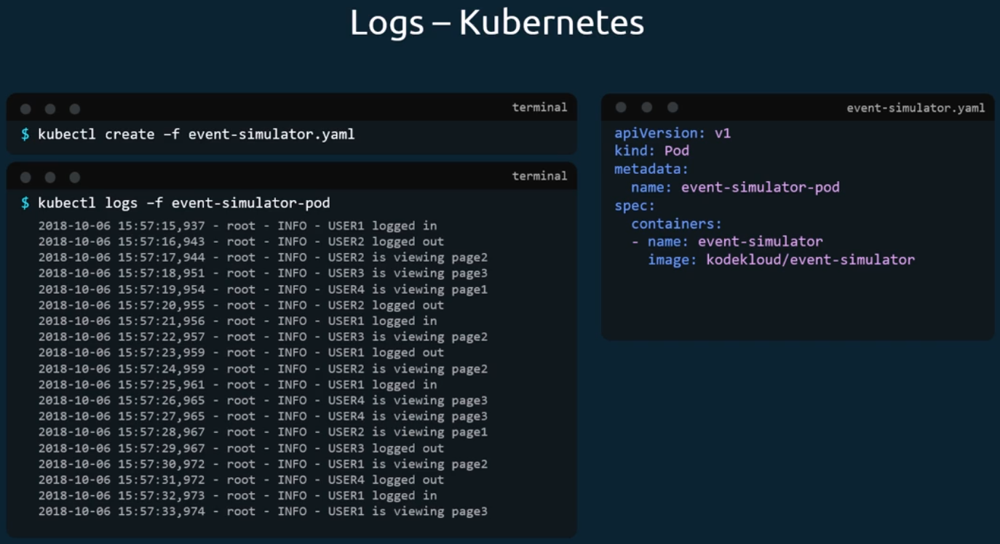 Logs – Kubernetes
terminal
$ kubectl create –f event-simulator.yaml
terminal
$ kubectl logs –f event-simulator-pod
2018-10-06 15:57:15,937 - root - INFO - USER1 logged in
2018-10-06 15:57:16,943 - root - INFO - USER2 logged out
2018-10-06 15:57:17,944 - root - INFO - USER2 is viewing page2
2018-10-06 15:57:18,951 - root - INFO - USER3 is viewing page3
2018-10-06 15:57:19,954 - root - INFO - USER4 is viewing page1
2018-10-06 15:57:20,955 - root - INFO - USER2 logged out
2018-10-06 15:57:21,956 - root - INFO - USER1 logged in
2018-10-06 15:57:22,957 - root - INFO - USER3 is viewing page2
2018-10-06 15:57:23,959 - root - INFO - USER1 logged out
2018-10-06 15:57:24,959 - root - INFO - USER2 is viewing page2
2018-10-06 15:57:25,961 - root - INFO - USER1 logged in
2018-10-06 15:57:26,965 - root - INFO - USER4 is viewing page3
2018-10-06 15:57:27,965 - root - INFO - USER4 is viewing page3
2018-10-06 15:57:28,967 - root - INFO - USER2 is viewing page1
2018-10-06 15:57:29,967 - root - INFO - USER3 logged out
2018-10-06 15:57:30,972 - root - INFO - USER1 is viewing page2
2018-10-06 15:57:31,972 - root - INFO - USER4 logged out
2018-10-06 15:57:32,973 - root - INFO - USER1 logged in
2018-10-06 15:57:33,974 - root - INFO - USER1 is viewing page3
event-simulator.yaml
apiVersion: v1
kind: Pod
metadata:
  name: event-simulator-pod
spec:
  containers:
  - name: event-simulator
    image: kodekloud/event-simulator